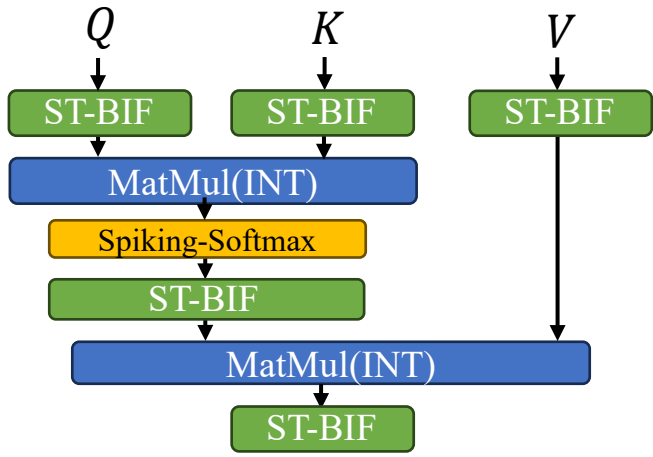 Q K V
ST-BIF ST-BIF ST-BIF
MatMul(INT)
Spiking-Softmax
ST-BIF
MatMul(INT)
ST-BIF